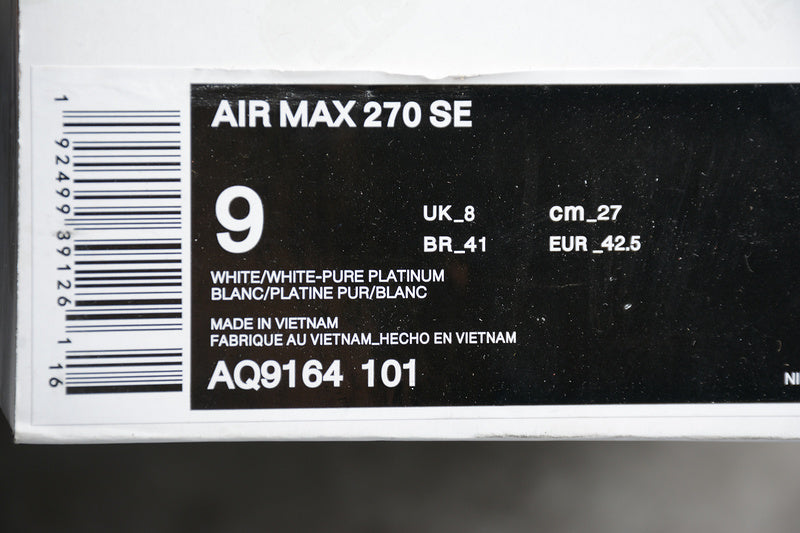 AIR MAX 270 SE
9
UK_8 cm_27
BR_41 EUR_42.5
WHITE/WHITE-PURE PLATINUM
BLANC/PLATINE PUR/BLANC
MADE IN VIETNAM
FABRIQUE AU VIETNAM_HECHO EN VIETNAM
AQ9164 101
NI
1 92499 39126 1 16